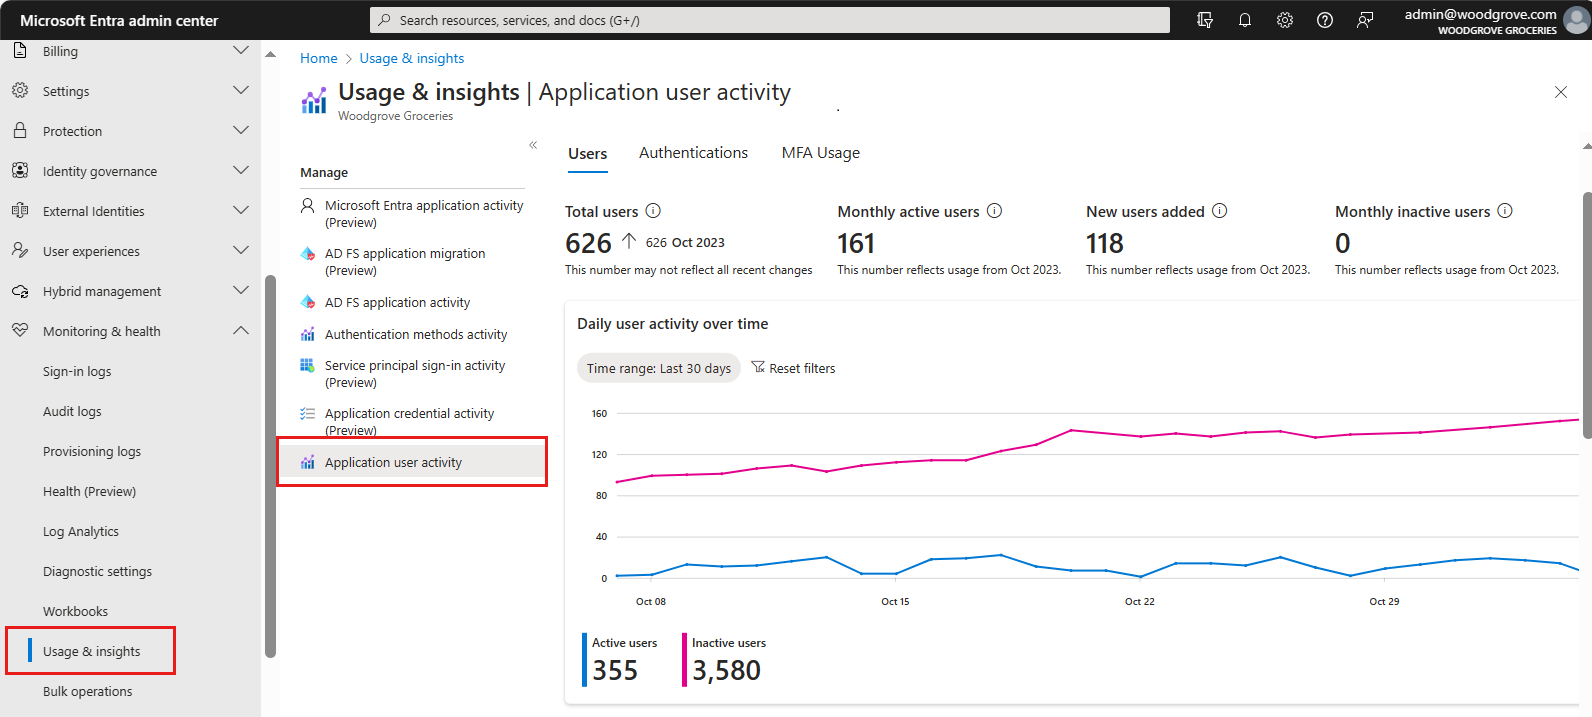 Microsoft Entra admin center
Search resources, services, and docs (G+/)
admin@woodgrove.com
WOODGROVE GROCERIES
Billing
Settings
Protection
Identity governance
External Identities
User experiences
Hybrid management
Monitoring & health
Sign-in logs
Audit logs
Provisioning logs
Health (Preview)
Log Analytics
Diagnostic settings
Workbooks
Usage & insights
Bulk operations
Home > Usage & insights
Usage & insights | Application user activity
Woodgrove Groceries
Manage
Microsoft Entra application activity
(Preview)
AD FS application migration
(Preview)
AD FS application activity
Authentication methods activity
Service principal sign-in activity
(Preview)
Application credential activity
(Preview)
Application user activity
Users Authentications MFA Usage
Total users
626 ↑ 626 Oct 2023
This number may not reflect all recent changes
Monthly active users
161
This number reflects usage from Oct 2023.
New users added
118
This number reflects usage from Oct 2023.
Monthly inactive users
0
This number reflects usage from Oct 2023.
Daily user activity over time
Time range: Last 30 days Reset filters
160
120
80
40
0
Oct 08 Oct 15 Oct 22 Oct 29
Active users
355
Inactive users
3,580